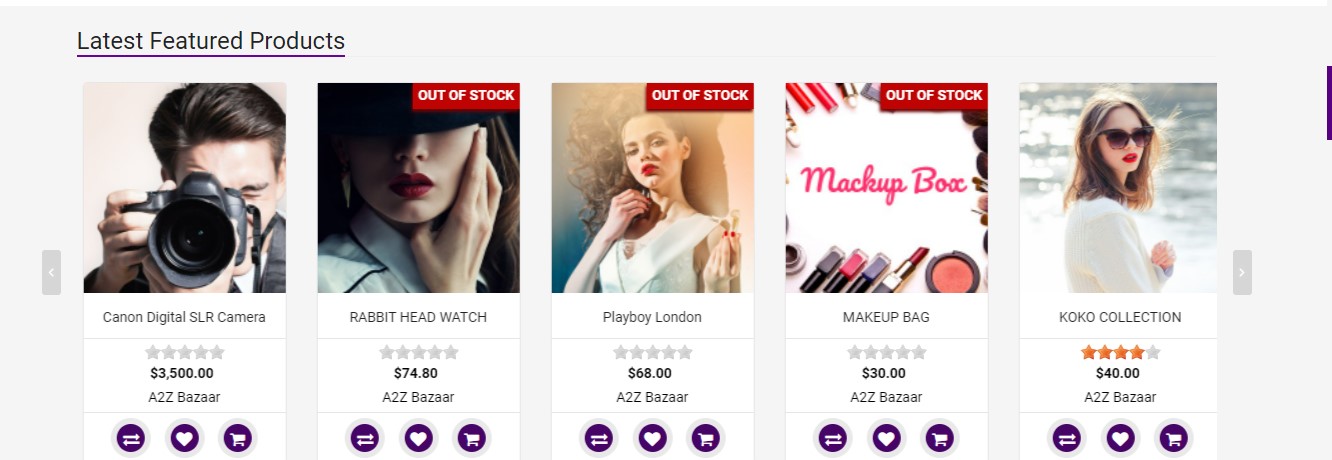 Latest Featured Products
OUT OF STOCK
OUT OF STOCK
OUT OF STOCK
Mackup Box
Canon Digital SLR Camera
RABBIT HEAD WATCH
Playboy London
MAKEUP BAG
KOKO COLLECTION
$3,500.00
$74.80
$68.00
$30.00
$40.00
A2Z Bazaar
A2Z Bazaar
A2Z Bazaar
A2Z Bazaar
A2Z Bazaar